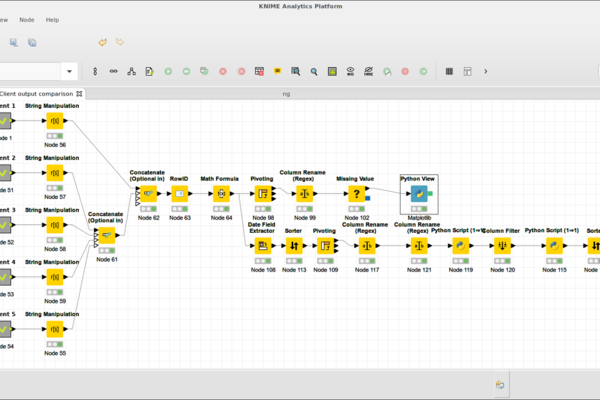 KNIME Analytics Platform
ew Node Help
Client output comparison
ng
ent 1 String Manipulation
ode 1 Node 56
ent 2 String Manipulation
de 51 Node 57
ent 3 String Manipulation
de 52 Node 58
ent 4 String Manipulation
de 53 Node 59
ent 5 String Manipulation
de 54 Node 55
Concatenate
(Optional in)
Node 61
Concatenate
(Optional in)
Node 62
RowID
Node 63
Math Formula
Node 64
Pivoting
Node 98
Column Rename
(Regex)
Node 99
Missing Value
?
Node 102
Python View
Matplotlib
Date Field
Extractor
Node 108
Sorter
Node 113
Pivoting
Node 109
Column Rename
(Regex)
Node 117
Column Rename
(Regex)
Node 121
Python Script (1⇒1)
Node 119
Column Filter
Node 120
Python Script (1⇒1)
Node 115
Sorte
Node